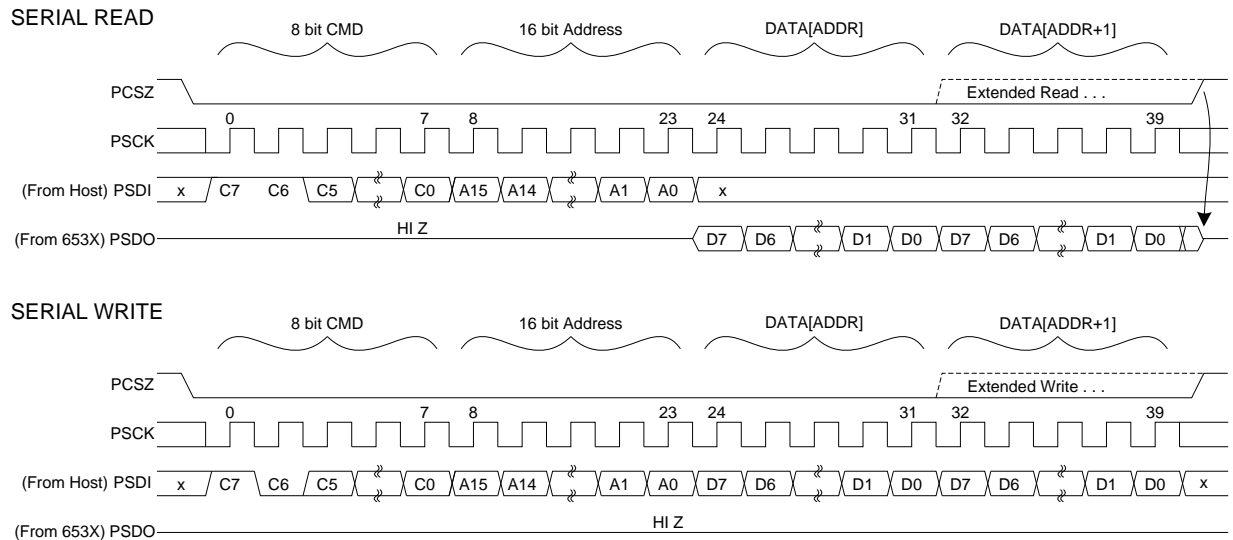 SERIAL READ
8 bit CMD 16 bit Address DATA[ADDR] DATA[ADDR+1]
PCSZ Extended Read . . .
0 7 8 23 24 31 32 39
PSCK
(From Host) PSDI x C7 C6 C5 C0 A15 A14 A1 A0 x
HI Z
(From 653X) PSDO D7 D6 D1 D0 D7 D6 D1 D0
SERIAL WRITE
8 bit CMD 16 bit Address DATA[ADDR] DATA[ADDR+1]
PCSZ Extended Write . . .
0 7 8 23 24 31 32 39
PSCK
(From Host) PSDI x C7 C6 C5 C0 A15 A14 A1 A0 D7 D6 D1 D0 D7 D6 D1 D0 x
HI Z
(From 653X) PSDO